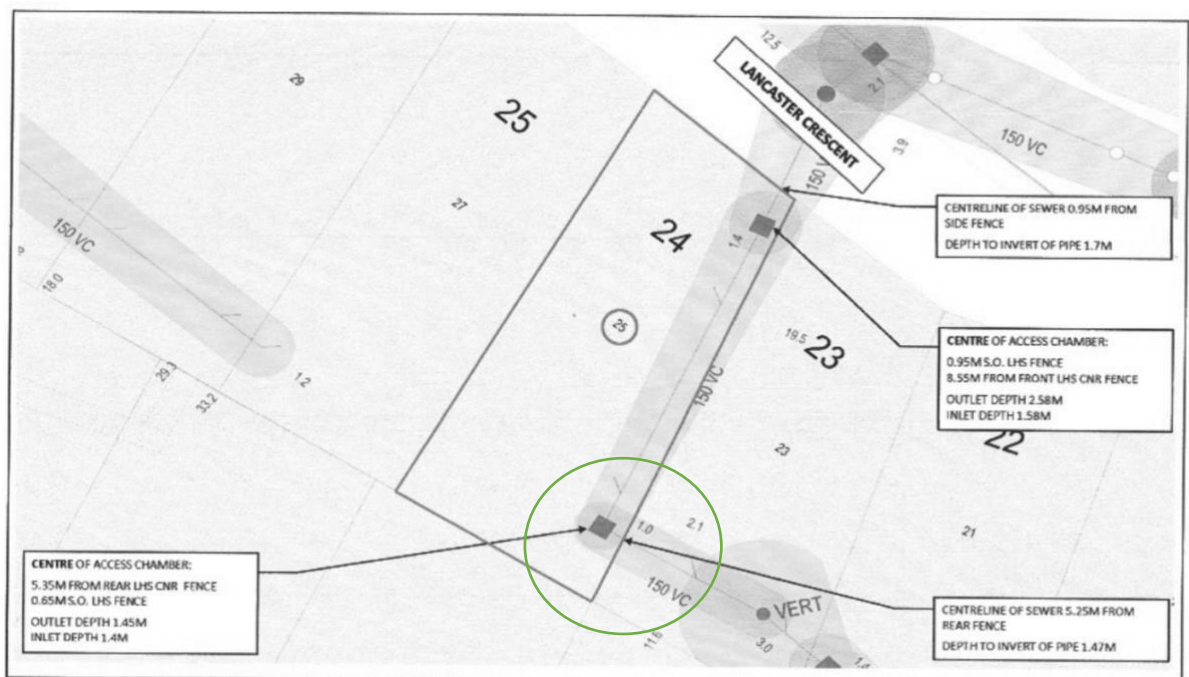 29
25
12.5
LANCASTER CRESCENT
2.1
150 VC
3.9
150 V
27
24
1.4
CENTRELINE OF SEWER 0.95M FROM
SIDE FENCE
DEPTH TO INVERT OF PIPE 1.7M
150 VC
18.0
25
19.5
23
CENTRE OF ACCESS CHAMBER:
0.95M S.O. LHS FENCE
8.55M FROM FRONT LHS CNR FENCE
OUTLET DEPTH 2.58M
INLET DEPTH 1.58M
29.3
1.2
33.2
150 VC
22
23
21
1.0
2.1
CENTRE OF ACCESS CHAMBER:
5.35M FROM REAR LHS CNR FENCE
0.65M S.O. LHS FENCE
OUTLET DEPTH 1.45M
INLET DEPTH 1.4M
150 VC
VERT
11.6
3.0
1.4
CENTRELINE OF SEWER 5.25M FROM
REAR FENCE
DEPTH TO INVERT OF PIPE 1.47M